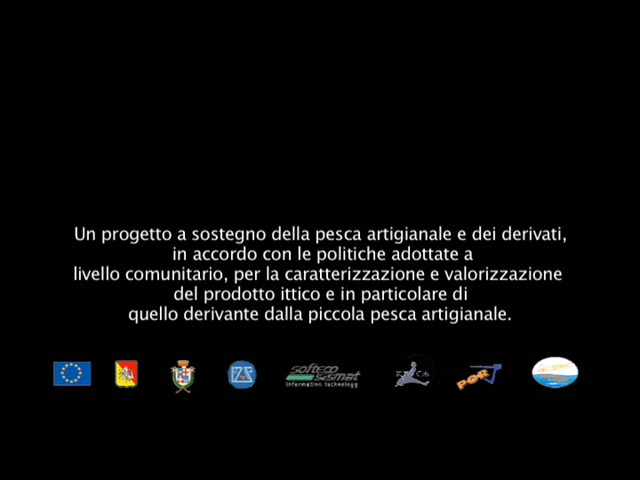 Un progetto a sostegno della pesca artigianale e dei derivati,
in accordo con le politiche adottate a
livello comunitario, per la caratterizzazione e valorizzazione
del prodotto ittico e in particolare di
quello derivante dalla piccola pesca artigianale.
softeco
sismat
information technology
POR